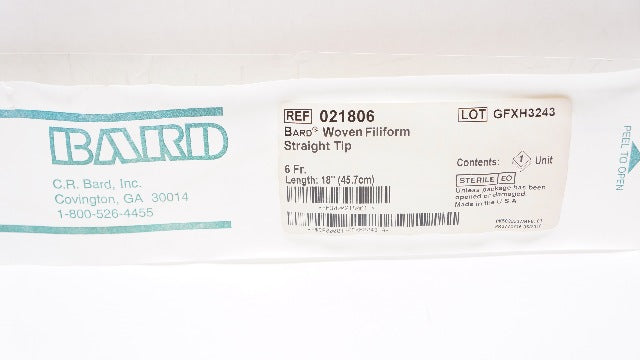 BARD
C.R. Bard, Inc.
Covington, GA 30014
1-800-526-4455
REF 021806
BARD® Woven Filiform
Straight Tip
6 Fr.
Length: 18" (45.7cm)
LOT GFXH3243
Contents: 1 Unit
STERILE EO
Unless package has been
opened or damaged.
Made in the U S A
PEEL TO OPEN